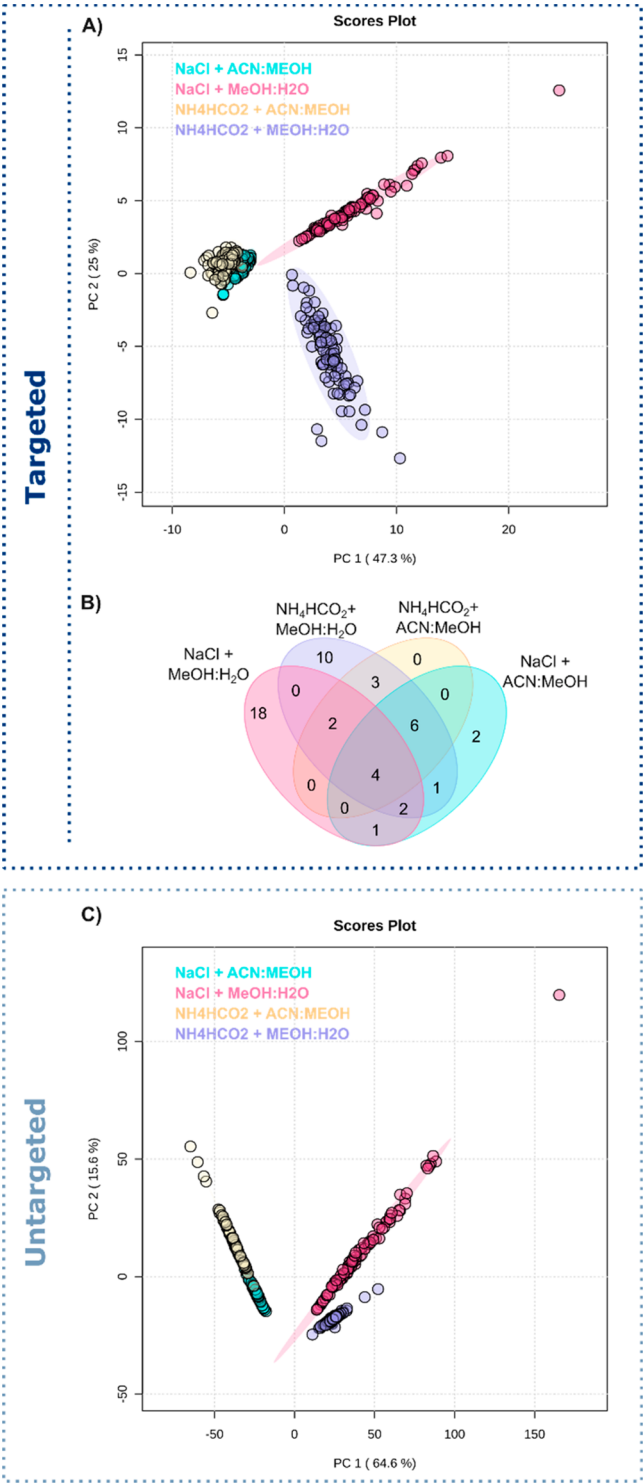 Targeted
A)
Scores Plot
NaCl + ACN:MEOH
NaCl + MeOH:H2O
NH4HCO2 + ACN:MEOH
NH4HCO2 + MEOH:H2O
15
10
5
0
-5
-10
-15
PC 2 ( 25 %)
-10
0
10
20
PC 1 ( 47.3 %)
B)
NaCl +
MeOH:H₂O
NH₄HCO₂+
MeOH:H₂O
NH₄HCO₂+
ACN:MeOH
NaCl +
ACN:MeOH
10
0
18
0
3
0
2
2
6
4
0
1
0
2
1
Untargeted
C)
Scores Plot
NaCl + ACN:MEOH
NaCl + MeOH:H2O
NH4HCO2 + ACN:MEOH
NH4HCO2 + MEOH:H2O
100
50
0
-50
PC 2 ( 15.6 %)
-50
0
50
100
150
PC 1 ( 64.6 %)